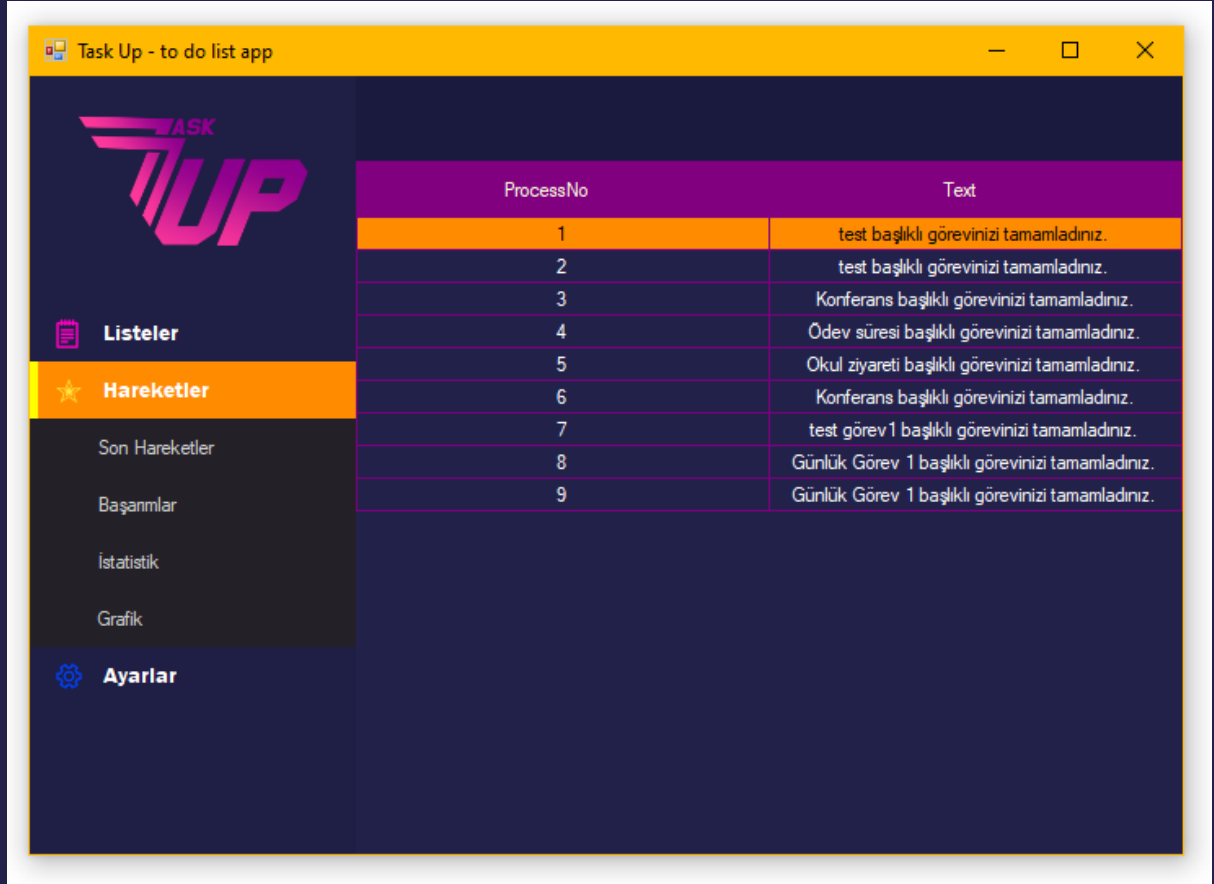 Task Up - to do list app
TASK
UP
Listeler
Hareketler
Son Hareketler
Başarımlar
İstatistik
Grafik
Ayarlar
ProcessNo Text
1 test başlıklı görevinizi tamamladınız.
2 test başlıklı görevinizi tamamladınız.
3 Konferans başlıklı görevinizi tamamladınız.
4 Ödev süresi başlıklı görevinizi tamamladınız.
5 Okul ziyareti başlıklı görevinizi tamamladınız.
6 Konferans başlıklı görevinizi tamamladınız.
7 test görev1 başlıklı görevinizi tamamladınız.
8 Günlük Görev 1 başlıklı görevinizi tamamladınız.
9 Günlük Görev 1 başlıklı görevinizi tamamladınız.